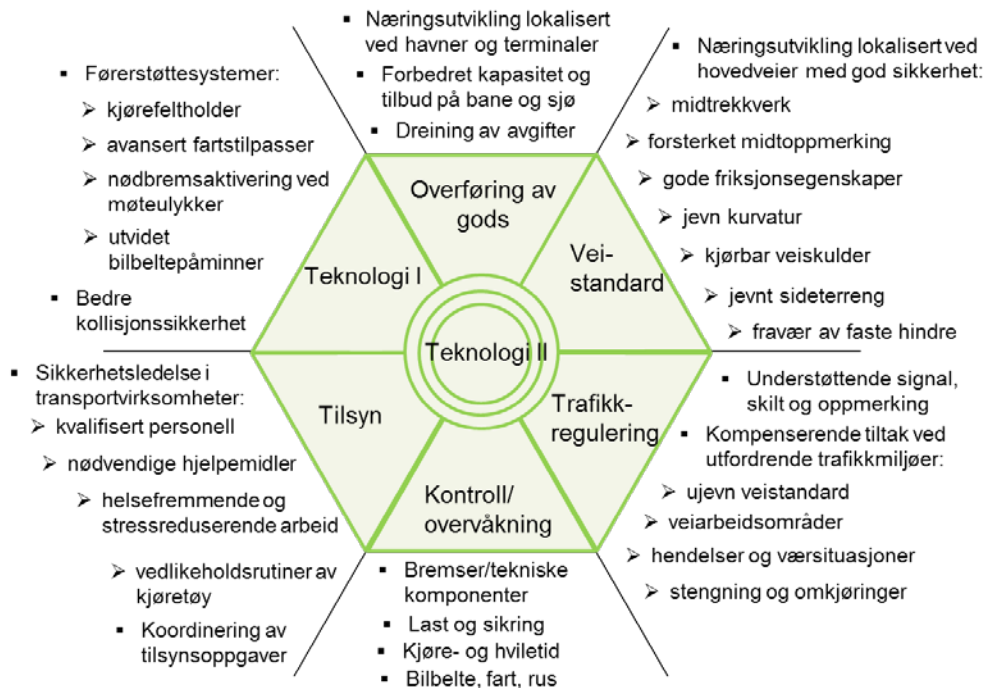 ▪ Næringsutvikling lokalisert
ved havner og terminaler
▪ Forbedret kapasitet og
tilbud på bane og sjø
▪ Dreining av avgifter
▪ Næringsutvikling lokalisert ved
hovedveier med god sikkerhet:
➢ midtrekkverk
➢ forsterket midtoppmerking
➢ gode friksjonsegenskaper
➢ jevn kurvatur
➢ kjørbar veiskulder
➢ jevnt sideterreng
➢ fravær av faste hindre
▪ Førerstøttesystemer:
➢ kjørefeltholder
➢ avansert fartstilpasser
➢ nødbremsaktivering ved
møteulykker
➢ utvidet
bilbeltepåminner
▪ Bedre
kollisjonssikkerhet
Overføring av
gods
Vei-
standard
Teknologi I
Teknologi II
Tilsyn
Trafikk-
regulering
Kontroll/
overvåkning
▪ Sikkerhetsledelse i
transportvirksomheter:
➢ kvalifisert personell
➢ nødvendige hjelpemidler
➢ helsefremmende og
stressreduserende arbeid
➢ vedlikeholdsrutiner av
kjøretøy
▪ Koordinering av
tilsynsoppgaver
▪ Bremser/tekniske
komponenter
▪ Last og sikring
▪ Kjøre- og hviletid
▪ Bilbelte, fart, rus
▪ Understøttende signal,
skilt og oppmerking
▪ Kompenserende tiltak ved
utfordrende trafikkmiljøer:
➢ ujevn veistandard
➢ veiarbeidsområder
➢ hendelser og værsituasjoner
➢ stengning og omkjøringer